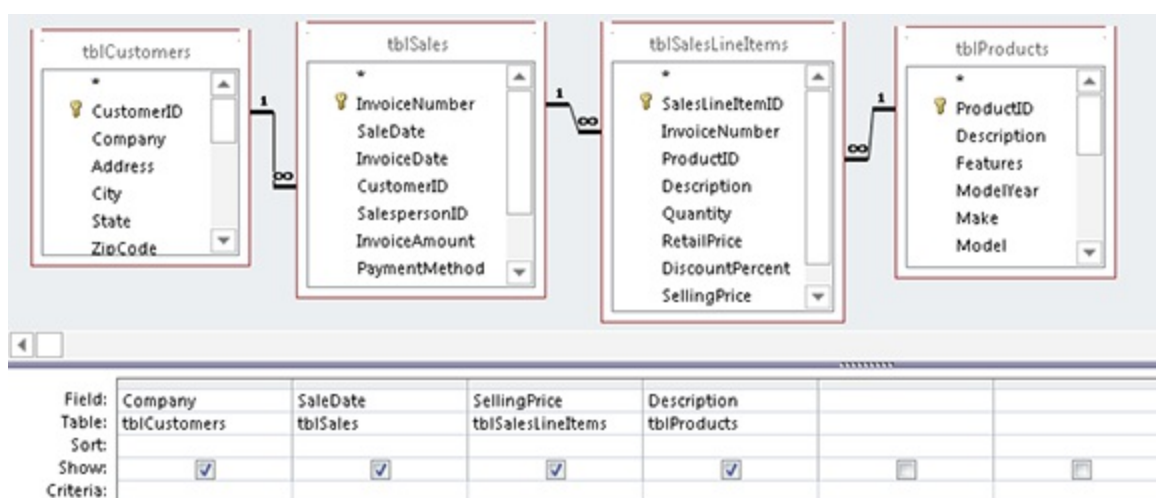 tblCustomers
*
CustomerID
Company
Address
City
State
ZipCode
1
∞
tblSales
*
InvoiceNumber
SaleDate
InvoiceDate
CustomerID
SalespersonID
InvoiceAmount
PaymentMethod
1
∞
tblSalesLineItems
*
SalesLineItemID
InvoiceNumber
ProductID
Description
Quantity
RetailPrice
DiscountPercent
SellingPrice
1
∞
tblProducts
*
ProductID
Description
Features
ModelYear
Make
Model
Field: Company SaleDate SellingPrice Description
Table: tblCustomers tblSales tblSalesLineItems tblProducts
Sort:
Show:
Criteria: